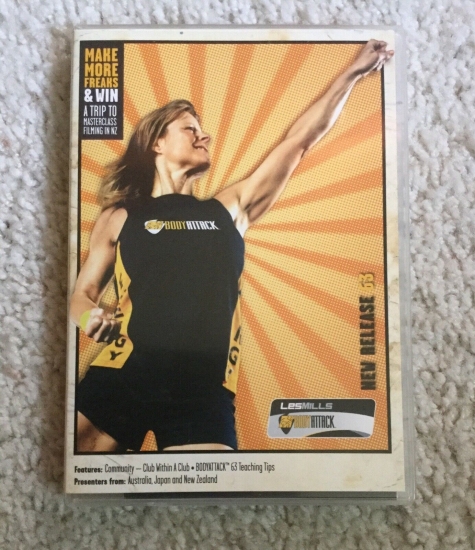 MAKE
MORE
FREAKS
& WIN
A TRIP TO
MASTERCLASS
FILMING IN NZ
BODYATTACK
NEW RELEASE 63
LESMILLS
BODYATTACK
Features: Community – Club Within A Club • BODYATTACK™ 63 Teaching Tips
Presenters from: Australia, Japan and New Zealand